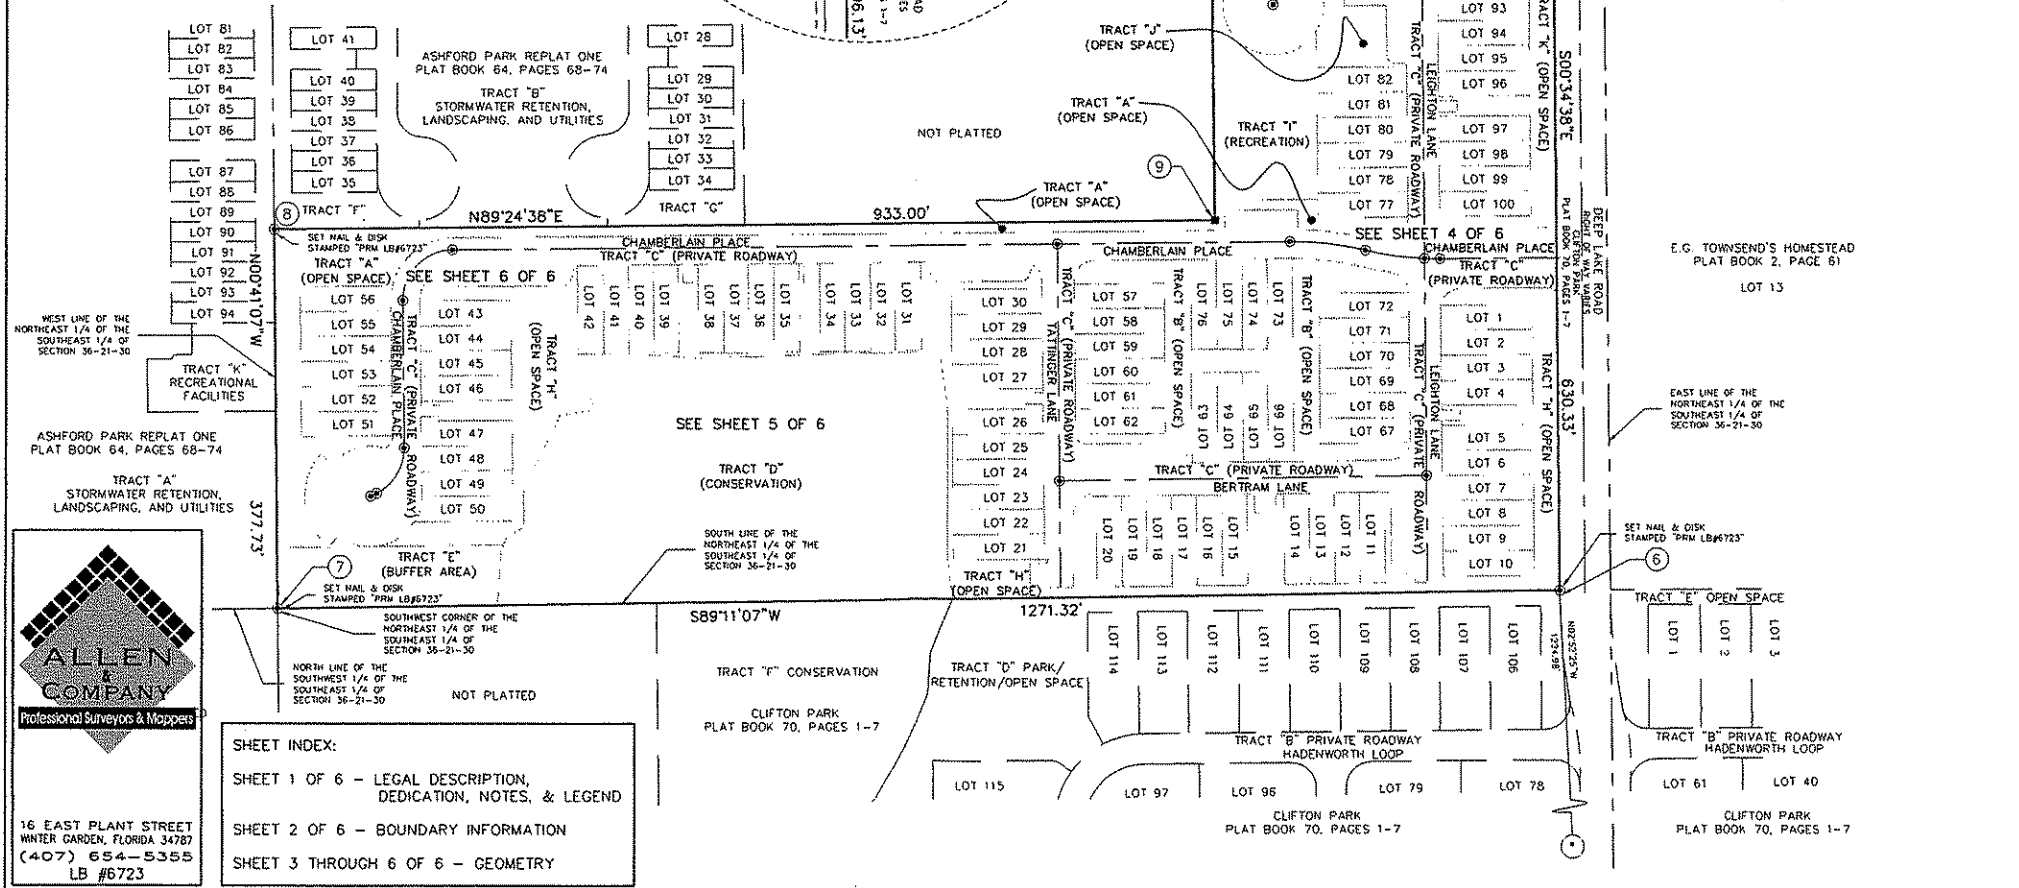 LOT 81
LOT 82
LOT 83
LOT 84
LOT 85
LOT 86
LOT 87
LOT 88
LOT 89
LOT 90
LOT 91
LOT 92
LOT 93
LOT 94
WEST LINE OF THE
NORTHEAST 1/4 OF THE
SOUTHEAST 1/4 OF
SECTION 36-21-30
TRACT "K"
RECREATIONAL
FACILITIES
ASHFORD PARK REPLAT ONE
PLAT BOOK 64, PAGES 68-74
TRACT "A"
STORMWATER RETENTION,
LANDSCAPING, AND UTILITIES
N00°41'07"W
377.73'
LOT 41
LOT 40
LOT 39
LOT 38
LOT 37
LOT 36
LOT 35
TRACT "F"
8
ASHFORD PARK REPLAT ONE
PLAT BOOK 64, PAGES 68-74
TRACT "B"
STORMWATER RETENTION,
LANDSCAPING, AND UTILITIES
LOT 28
LOT 29
LOT 30
LOT 31
LOT 32
LOT 33
LOT 34
TRACT "G"
N89°24'38"E
933.00'
NOT PLATTED
96.13'
TRACT "A"
(OPEN SPACE)
TRACT "J"
(OPEN SPACE)
TRACT "A"
(OPEN SPACE)
9
TRACT "I"
(RECREATION)
LOT 82
LOT 81
LOT 80
LOT 79
LOT 78
LOT 77
TRACT "C" (PRIVATE ROADWAY)
LEIGHTON LANE
LOT 93
LOT 94
LOT 95
LOT 96
LOT 97
LOT 98
LOT 99
LOT 100
TRACT "K" (OPEN SPACE)
S00°34'38"E
630.33'
SEE SHEET 4 OF 6
CHAMBERLAIN PLACE
TRACT "C"
(PRIVATE ROADWAY)
DEEP LAKE ROAD
RIGHT OF WAY VARIES
CLIFTON PARK
PLAT BOOK 70, PAGES 1-7
E.G. TOWNSEND'S HOMESTEAD
PLAT BOOK 2, PAGE 61
LOT 13
EAST LINE OF THE
NORTHEAST 1/4 OF THE
SOUTHEAST 1/4 OF
SECTION 36-21-30
SET NAIL & DISK
STAMPED "PRM LB#6723"
TRACT "A"
(OPEN SPACE)
SEE SHEET 6 OF 6
CHAMBERLAIN PLACE
TRACT "C" (PRIVATE ROADWAY)
CHAMBERLAIN PLACE
LOT 56
LOT 55
LOT 54
LOT 53
LOT 52
LOT 51
TRACT "C" (PRIVATE ROADWAY)
CHAMBERLAIN PLACE
LOT 43
LOT 44
LOT 45
LOT 46
LOT 47
LOT 48
LOT 49
LOT 50
TRACT "H"
(OPEN SPACE)
LOT 42
LOT 41
LOT 40
LOT 39
LOT 38
LOT 37
LOT 36
LOT 35
LOT 34
LOT 33
LOT 32
LOT 31
SEE SHEET 5 OF 6
TRACT "D"
(CONSERVATION)
LOT 30
LOT 29
LOT 28
LOT 27
LOT 26
LOT 25
LOT 24
LOT 23
LOT 22
LOT 21
TRACT "H"
(OPEN SPACE)
TRACT "C" (PRIVATE ROADWAY)
TATTINGER LANE
LOT 57
LOT 58
LOT 59
LOT 60
LOT 61
LOT 62
TRACT "B" (OPEN SPACE)
LOT 76
LOT 75
LOT 74
LOT 73
LOT 63
LOT 64
LOT 65
LOT 66
TRACT "B" (OPEN SPACE)
LOT 72
LOT 71
LOT 70
LOT 69
LOT 68
LOT 67
TRACT "C" (PRIVATE ROADWAY)
LEIGHTON LANE
LOT 1
LOT 2
LOT 3
LOT 4
LOT 5
LOT 6
LOT 7
LOT 8
LOT 9
LOT 10
TRACT "H" (OPEN SPACE)
TRACT "C" (PRIVATE ROADWAY)
BERTRAM LANE
LOT 20
LOT 19
LOT 18
LOT 17
LOT 16
LOT 15
LOT 14
LOT 13
LOT 12
LOT 11
SET NAIL & DISK
STAMPED "PRM LB#6723"
6
TRACT "E"
(BUFFER AREA)
7
SET NAIL & DISK
STAMPED "PRM LB#6723"
SOUTH LINE OF THE
NORTHEAST 1/4 OF THE
SOUTHEAST 1/4 OF
SECTION 36-21-30
SOUTHWEST CORNER OF THE
NORTHEAST 1/4 OF THE
SOUTHEAST 1/4 OF
SECTION 36-21-30
NORTH LINE OF THE
SOUTHWEST 1/4 OF THE
SOUTHEAST 1/4 OF
SECTION 36-21-30
NOT PLATTED
S89°11'07"W
1271.32'
TRACT "F" CONSERVATION
CLIFTON PARK
PLAT BOOK 70, PAGES 1-7
TRACT "D" PARK/
RETENTION/OPEN SPACE
LOT 114
LOT 113
LOT 112
LOT 111
LOT 110
LOT 109
LOT 108
LOT 107
LOT 106
N02°52'25"W
1234.98'
TRACT "E" OPEN SPACE
LOT 1
LOT 2
LOT 3
TRACT "B" PRIVATE ROADWAY
HADENWORTH LOOP
TRACT "B" PRIVATE ROADWAY
HADENWORTH LOOP
LOT 115
LOT 97
LOT 96
LOT 79
LOT 78
LOT 61
LOT 40
CLIFTON PARK
PLAT BOOK 70, PAGES 1-7
CLIFTON PARK
PLAT BOOK 70, PAGES 1-7
ALLEN
&
COMPANY
Professional Surveyors & Mappers
16 EAST PLANT STREET
WINTER GARDEN, FLORIDA 34787
(407) 654-5355
LB #6723
SHEET INDEX:
SHEET 1 OF 6 - LEGAL DESCRIPTION,
DEDICATION, NOTES, & LEGEND
SHEET 2 OF 6 - BOUNDARY INFORMATION
SHEET 3 THROUGH 6 OF 6 - GEOMETRY